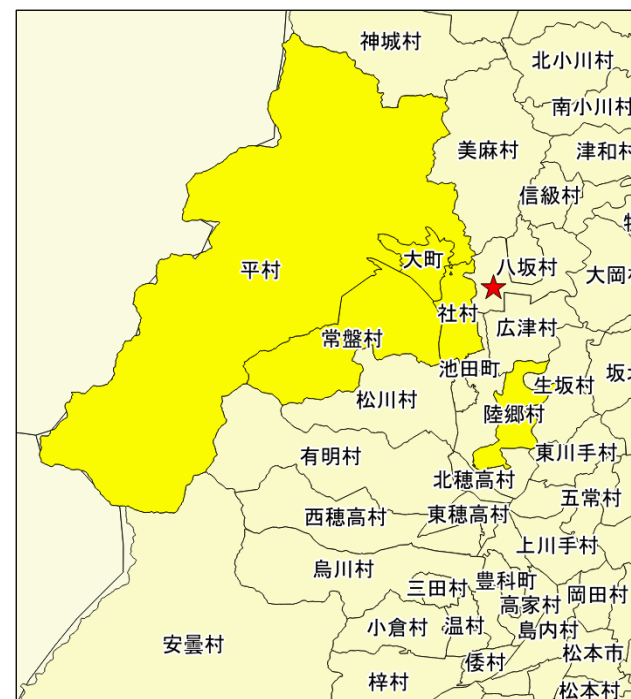 神城村
北小川村
南小川村
美麻村
津和村
信級村
大町
八坂村
平村
大岡村
社村
広津村
常盤村
池田町
生坂村
松川村
陸郷村
有明村
東川手村
北穂高村
五常村
西穂高村
東穂高村
上川手村
烏川村
三田村
豊科町
岡田村
高家村
小倉村
温村
島内村
安曇村
倭村
松本市
梓村
松本村